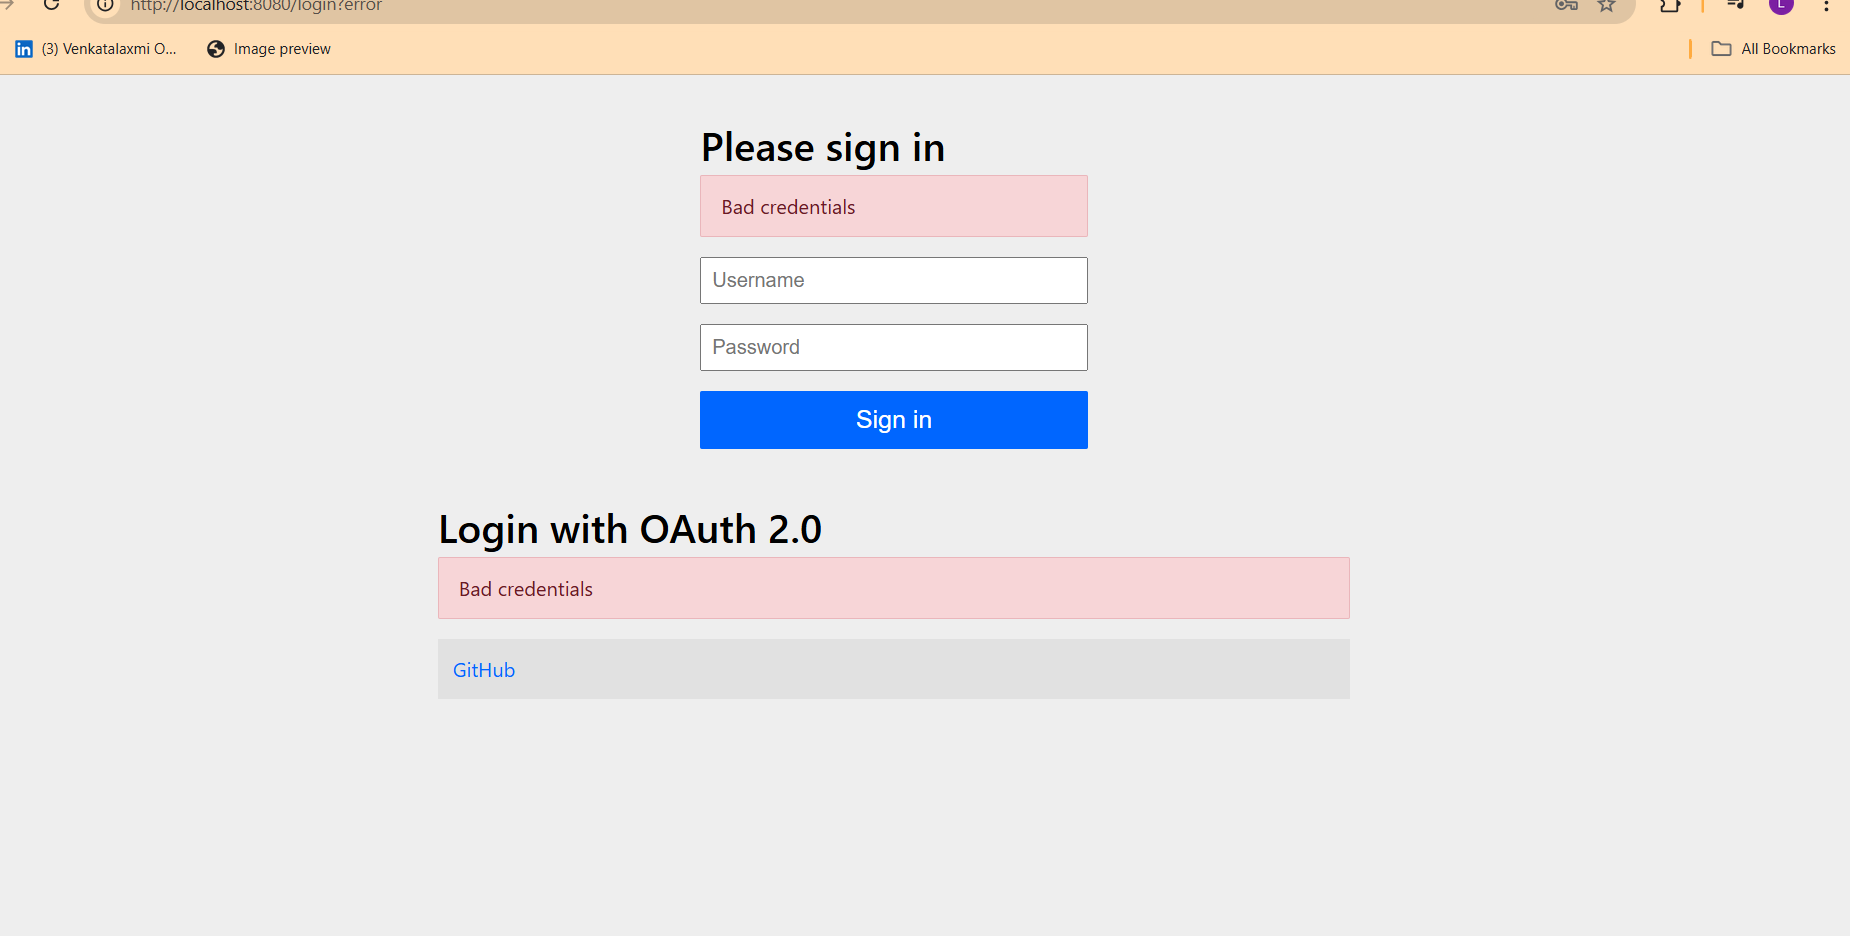 http://localhost:8080/login?error
L
in (3) Venkatalaxmi O... Image preview All Bookmarks
Please sign in
Bad credentials
Username
Password
Sign in
Login with OAuth 2.0
Bad credentials
GitHub